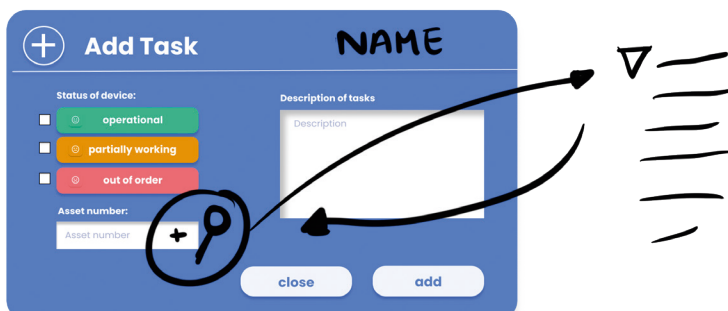 Add Task
NAME
Status of device:
operational
partially working
out of order
Asset number:
Asset number
Description of tasks
Description
close
add